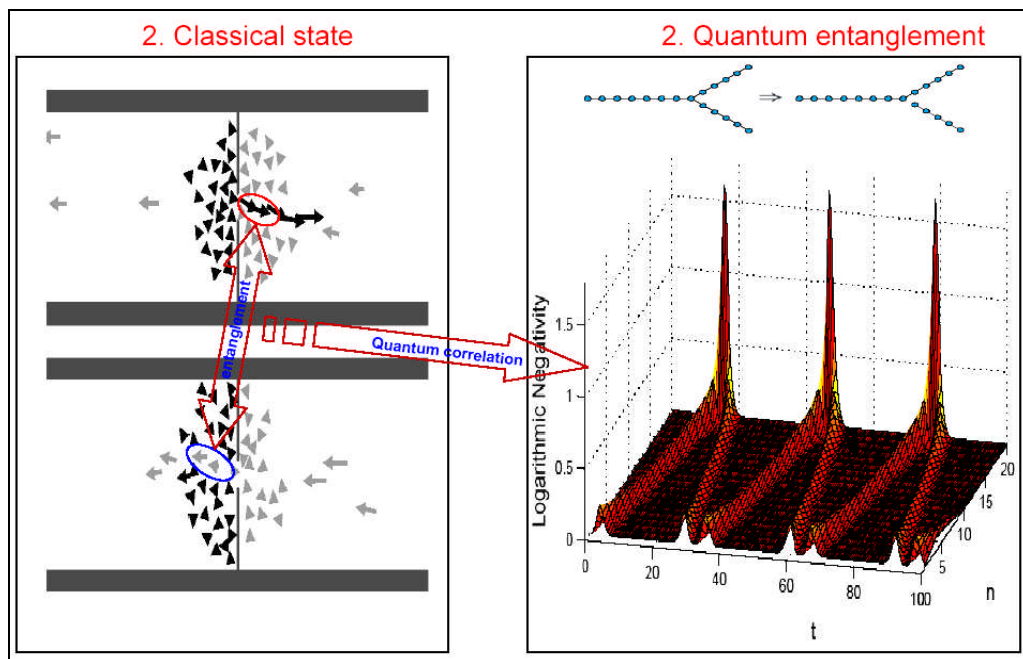 2. Classical state
2. Quantum entanglement
entanglement
Quantum correlation
Logarithmic Negativity
1.5
1
0.5
0
0
20
40
60
80
100
5
10
15
20
n
t